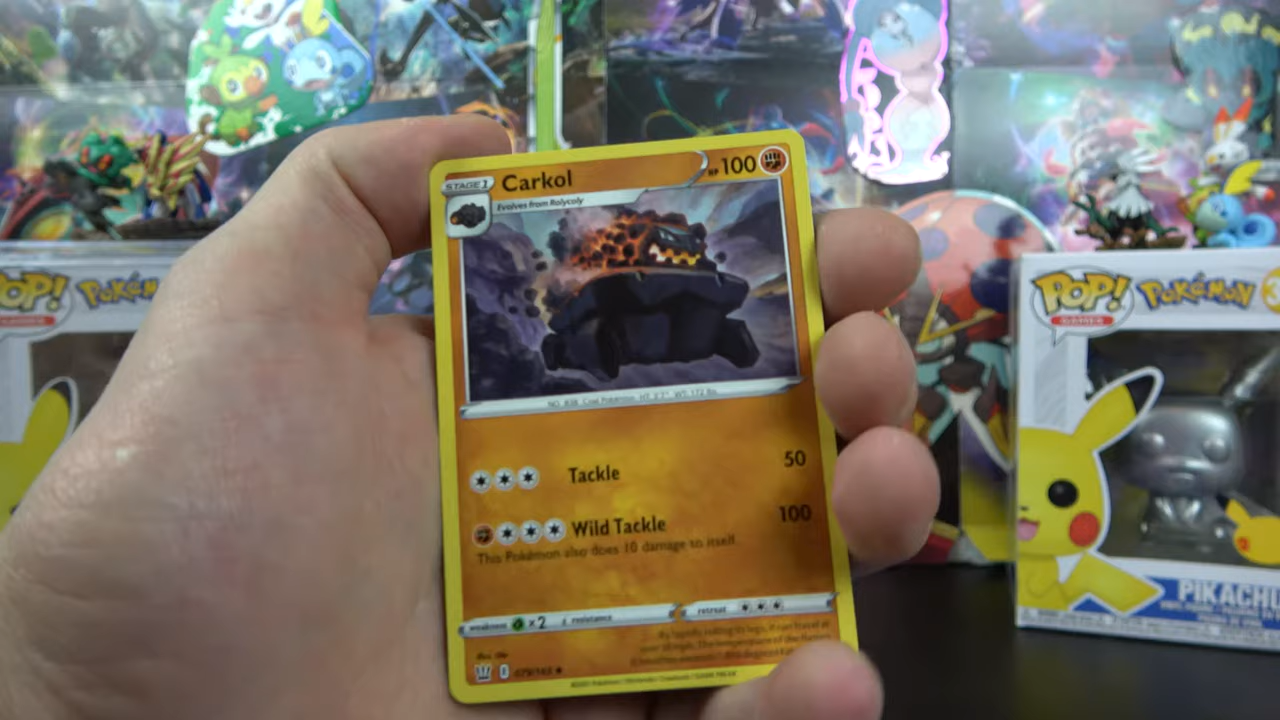 STAGE 1 Carkol HP 100
Evolves from Rolycoly
NO. 838 Coal Pokémon HT: 3'7" WT: 172 lbs.
Tackle 50
Wild Tackle 100
This Pokémon also does 10 damage to itself.
weakness ×2 resistance retreat
POP!
POKéMON
GAMES
POP!
POKéMON
GAMES
PIKACHU